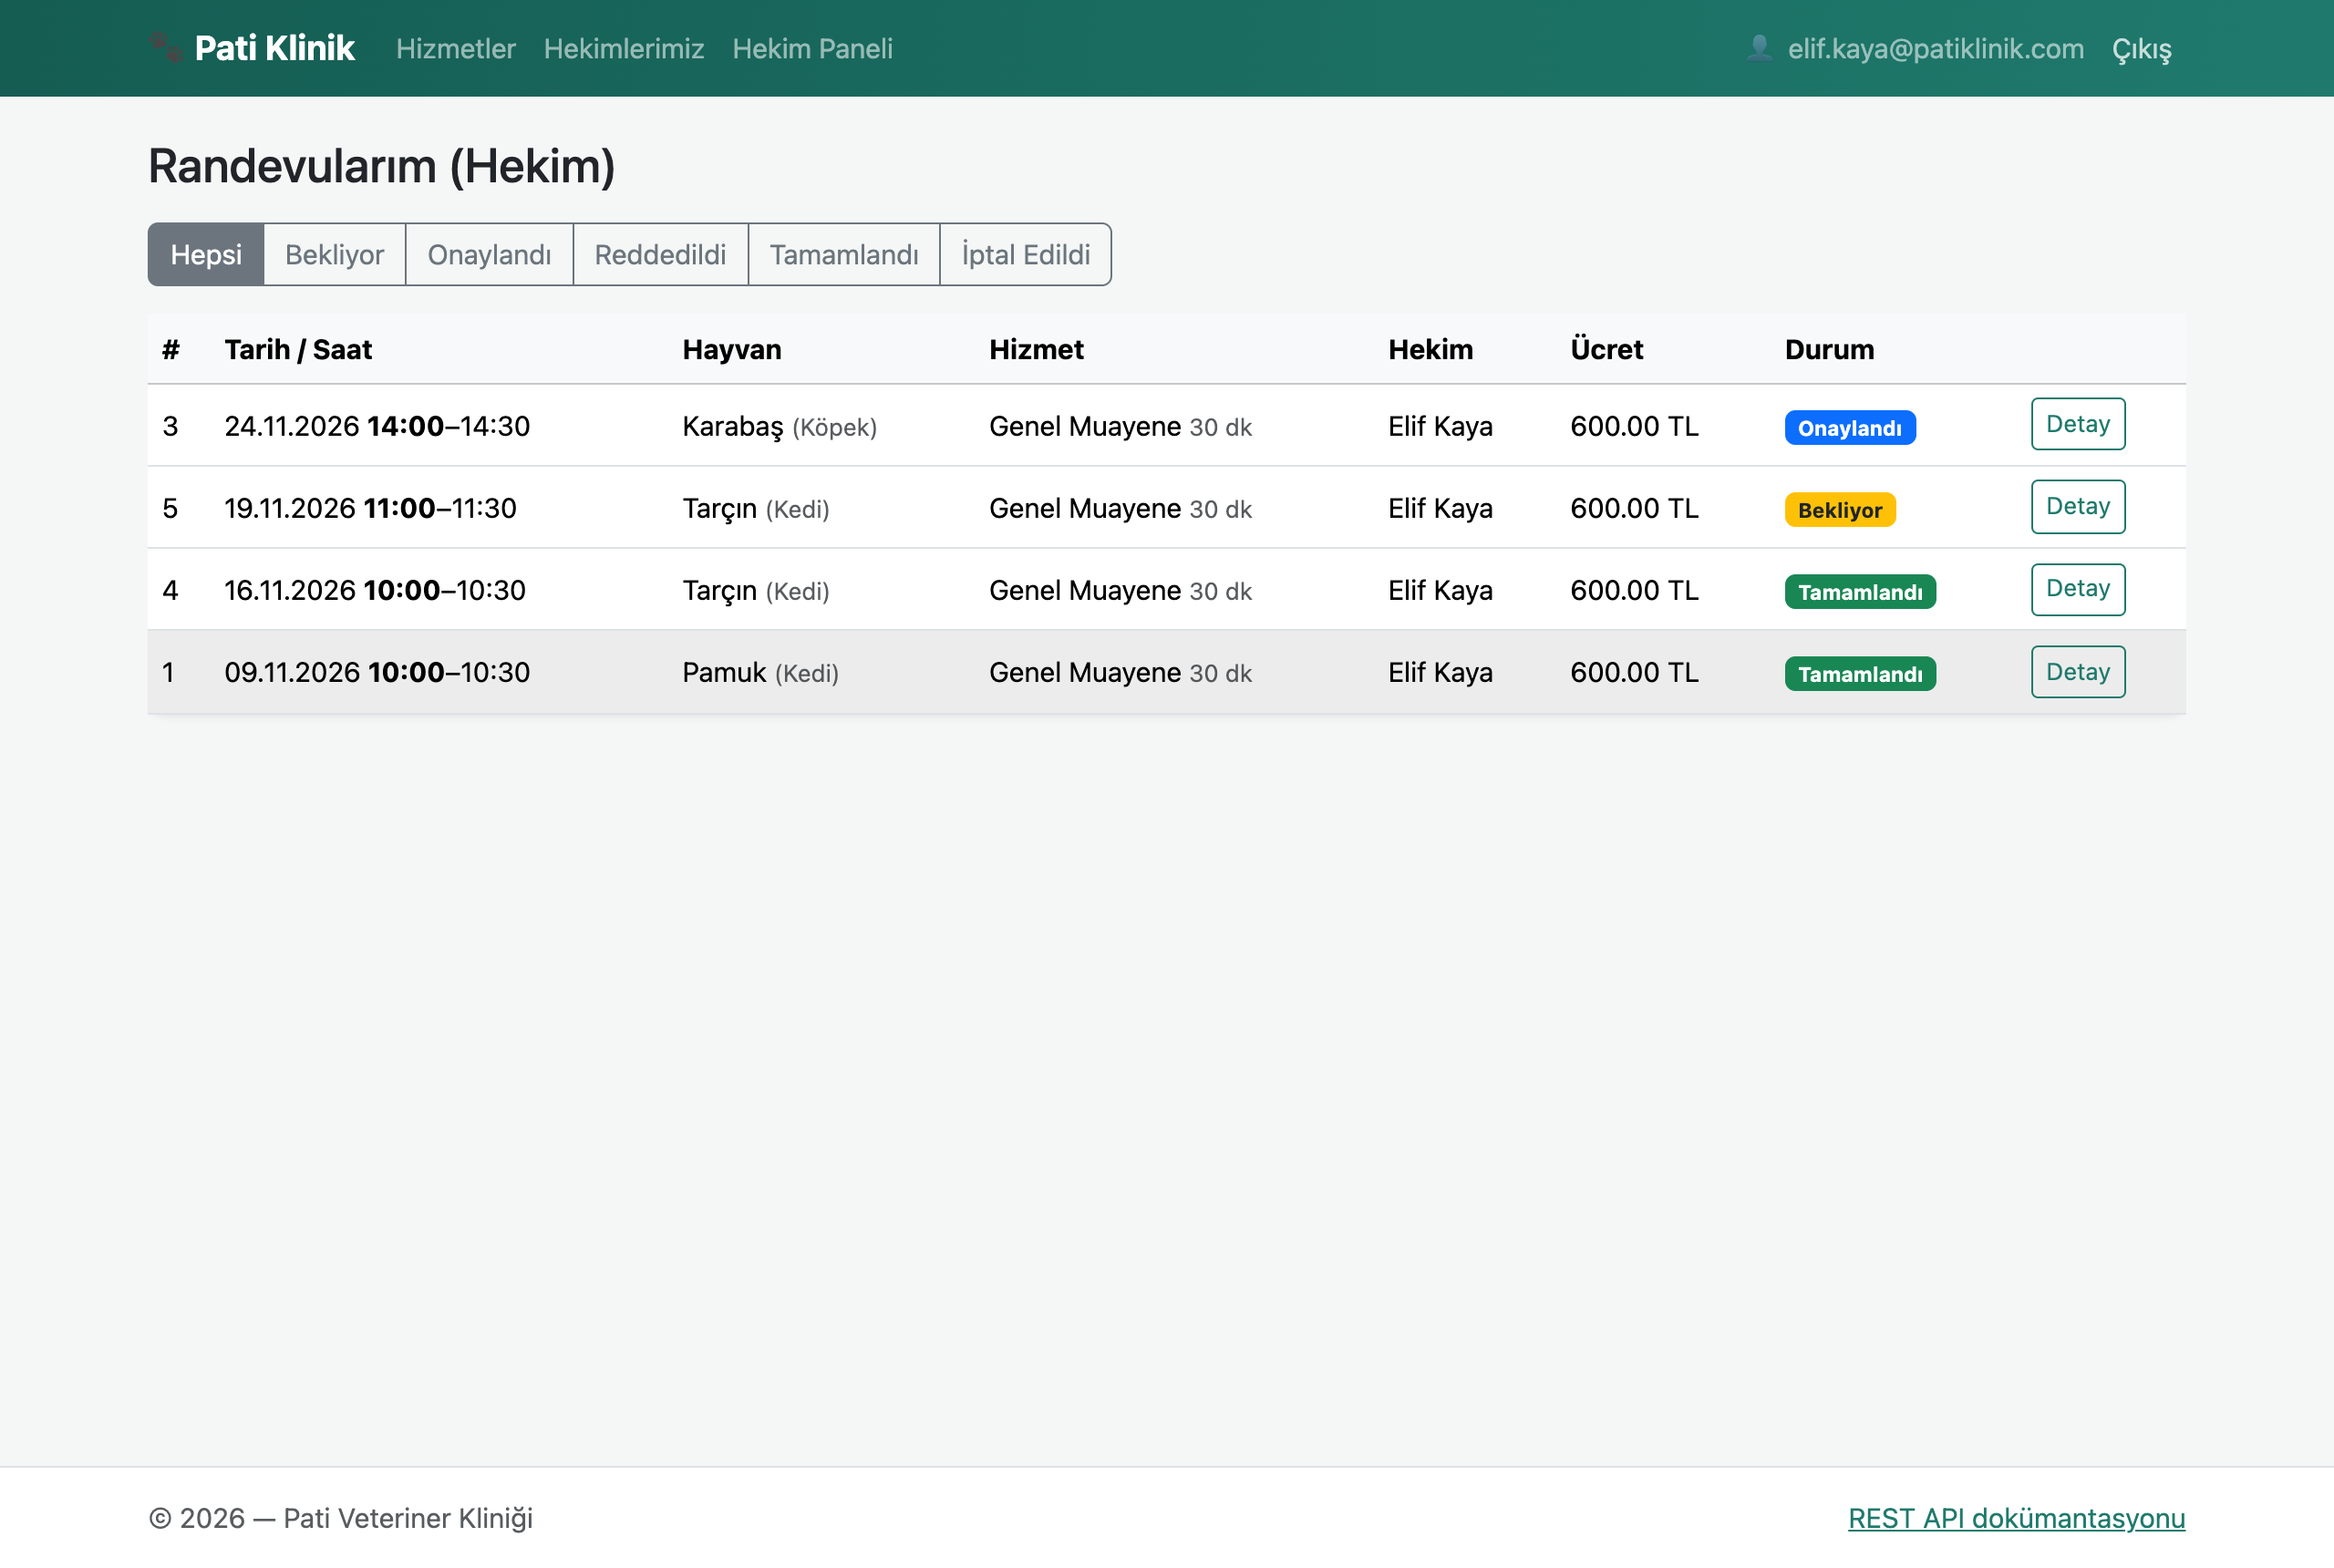 Pati Klinik Hizmetler Hekimlerimiz Hekim Paneli elif.kaya@patiklinik.com Çıkış
Randevularım (Hekim)
Hepsi Bekliyor Onaylandı Reddedildi Tamamlandı İptal Edildi
# Tarih / Saat Hayvan Hizmet Hekim Ücret Durum
3 24.11.2026 14:00–14:30 Karabaş (Köpek) Genel Muayene 30 dk Elif Kaya 600.00 TL Onaylandı Detay
5 19.11.2026 11:00–11:30 Tarçın (Kedi) Genel Muayene 30 dk Elif Kaya 600.00 TL Bekliyor Detay
4 16.11.2026 10:00–10:30 Tarçın (Kedi) Genel Muayene 30 dk Elif Kaya 600.00 TL Tamamlandı Detay
1 09.11.2026 10:00–10:30 Pamuk (Kedi) Genel Muayene 30 dk Elif Kaya 600.00 TL Tamamlandı Detay
© 2026 — Pati Veteriner Kliniği REST API dokümantasyonu